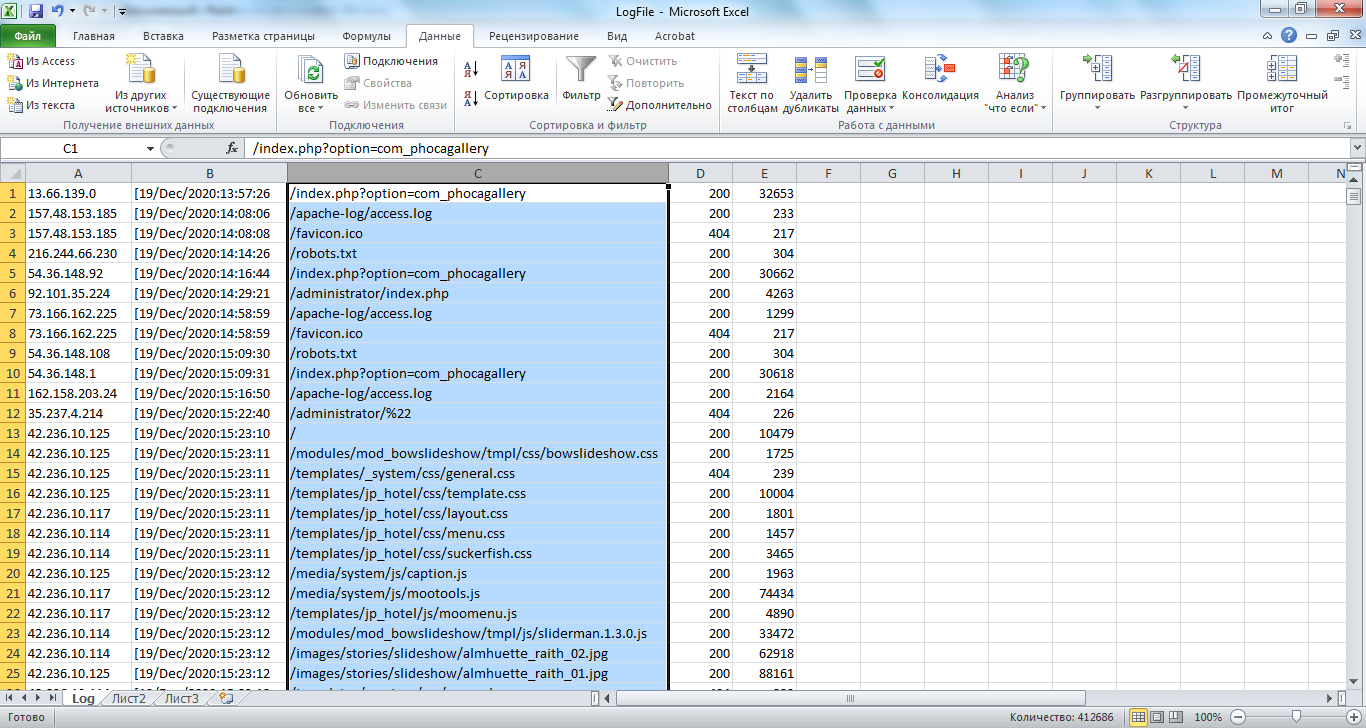 LogFile - Microsoft Excel
Файл Главная Вставка Разметка страницы Формулы Данные Рецензирование Вид Acrobat
Из Access
Из Интернета
Из текста
Из других источников
Существующие подключения
Получение внешних данных
Обновить все
Подключения
Свойства
Изменить связи
Подключения
Сортировка
Фильтр
Очистить
Повторить
Дополнительно
Сортировка и фильтр
Текст по столбцам
Удалить дубликаты
Проверка данных
Консолидация
Анализ "что если"
Работа с данными
Группировать
Разгруппировать
Промежуточный итог
Структура
C1 fx /index.php?option=com_phocagallery
A B C D E F G H I J K L M N
1 13.66.139.0 [19/Dec/2020:13:57:26 /index.php?option=com_phocagallery 200 32653
2 157.48.153.185 [19/Dec/2020:14:08:06 /apache-log/access.log 200 233
3 157.48.153.185 [19/Dec/2020:14:08:08 /favicon.ico 404 217
4 216.244.66.230 [19/Dec/2020:14:14:26 /robots.txt 200 304
5 54.36.148.92 [19/Dec/2020:14:16:44 /index.php?option=com_phocagallery 200 30662
6 92.101.35.224 [19/Dec/2020:14:29:21 /administrator/index.php 200 4263
7 73.166.162.225 [19/Dec/2020:14:58:59 /apache-log/access.log 200 1299
8 73.166.162.225 [19/Dec/2020:14:58:59 /favicon.ico 404 217
9 54.36.148.108 [19/Dec/2020:15:09:30 /robots.txt 200 304
10 54.36.148.1 [19/Dec/2020:15:09:31 /index.php?option=com_phocagallery 200 30618
11 162.158.203.24 [19/Dec/2020:15:16:50 /apache-log/access.log 200 2164
12 35.237.4.214 [19/Dec/2020:15:22:40 /administrator/%22 404 226
13 42.236.10.125 [19/Dec/2020:15:23:10 / 200 10479
14 42.236.10.125 [19/Dec/2020:15:23:11 /modules/mod_bowslideshow/tmpl/css/bowslideshow.css 200 1725
15 42.236.10.125 [19/Dec/2020:15:23:11 /templates/_system/css/general.css 404 239
16 42.236.10.125 [19/Dec/2020:15:23:11 /templates/jp_hotel/css/template.css 200 10004
17 42.236.10.117 [19/Dec/2020:15:23:11 /templates/jp_hotel/css/layout.css 200 1801
18 42.236.10.114 [19/Dec/2020:15:23:11 /templates/jp_hotel/css/menu.css 200 1457
19 42.236.10.114 [19/Dec/2020:15:23:11 /templates/jp_hotel/css/suckerfish.css 200 3465
20 42.236.10.125 [19/Dec/2020:15:23:12 /media/system/js/caption.js 200 1963
21 42.236.10.117 [19/Dec/2020:15:23:12 /media/system/js/mootools.js 200 74434
22 42.236.10.117 [19/Dec/2020:15:23:12 /templates/jp_hotel/js/moomenu.js 200 4890
23 42.236.10.114 [19/Dec/2020:15:23:12 /modules/mod_bowslideshow/tmpl/js/sliderman.1.3.0.js 200 33472
24 42.236.10.114 [19/Dec/2020:15:23:12 /images/stories/slideshow/almhuette_raith_02.jpg 200 62918
25 42.236.10.125 [19/Dec/2020:15:23:12 /images/stories/slideshow/almhuette_raith_01.jpg 200 88161
Log Лист2 Лист3
Готово Количество: 412686 100%